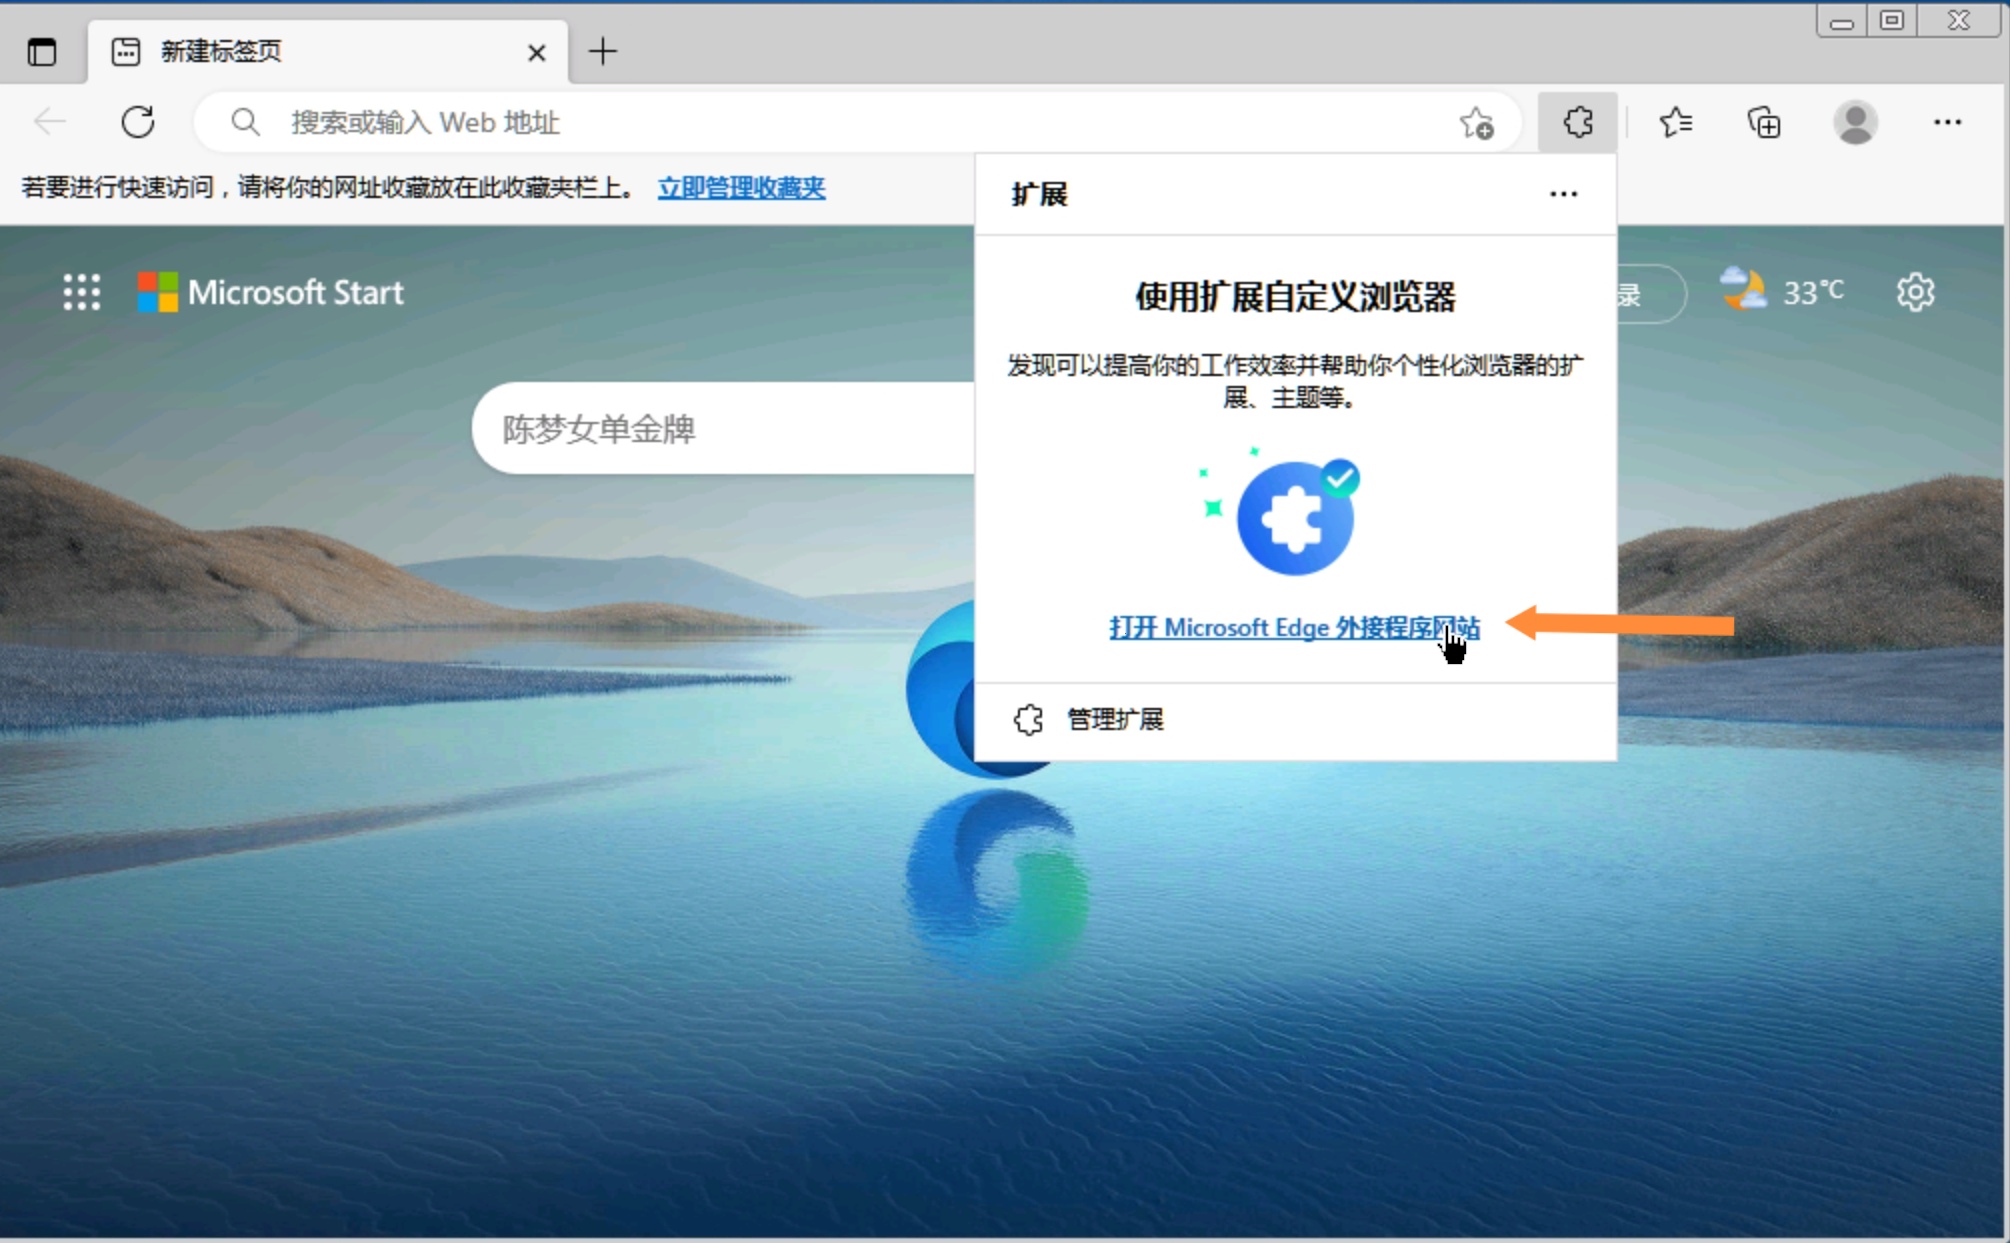 新建标签页
搜索或输入 Web 地址
若要进行快速访问，请将你的网址收藏放在此收藏夹栏上。 立即管理收藏夹
扩展
Microsoft Start
使用扩展自定义浏览器
录
33°C
发现可以提高你的工作效率并帮助你个性化浏览器的扩
展、主题等。
陈梦女单金牌
打开 Microsoft Edge 外接程序网站
管理扩展